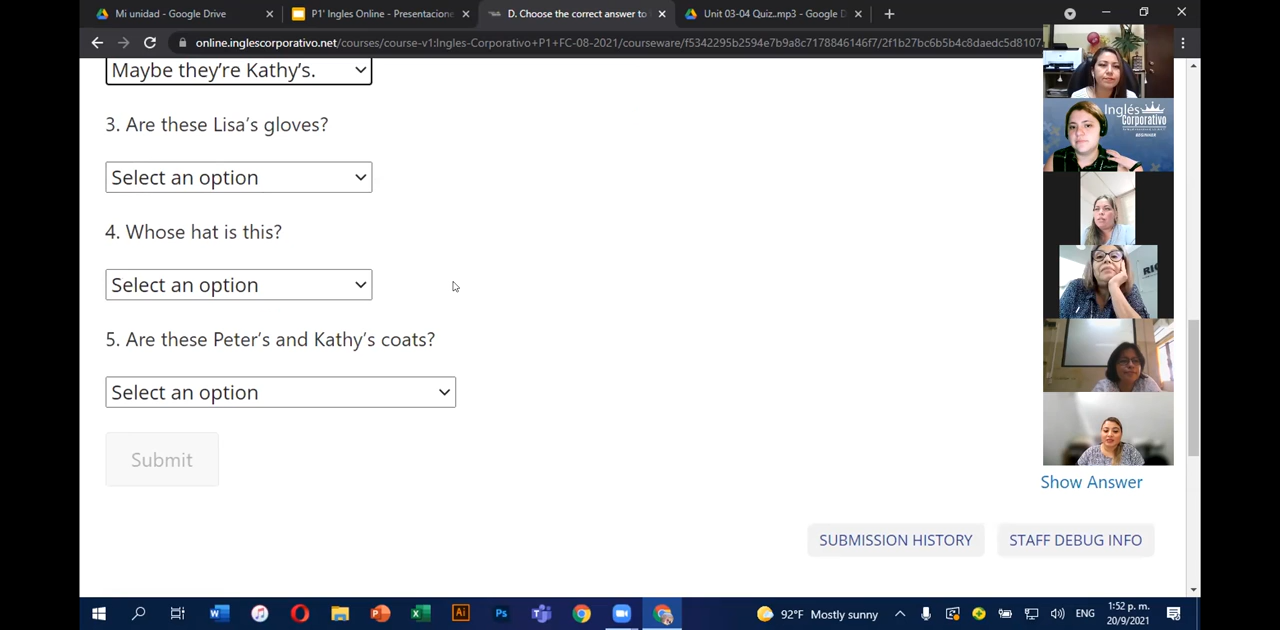 Mi unidad - Google Drive
P1' Ingles Online - Presentacione
D. Choose the correct answer to
Unit 03-04 Quiz.mp3 - Google D
online.inglescorporativo.net/courses/course-v1:Ingles-Corporativo+P1+FC-08-2021/courseware/f5342295b2594e7b9a8c7178846146f7/2f1b27bc6b5b4c8daedc5d8107
Maybe they're Kathy's.
3. Are these Lisa's gloves?
Select an option
4. Whose hat is this?
Select an option
5. Are these Peter's and Kathy's coats?
Select an option
Submit
Inglés
Corporativo
BEGINNER
Show Answer
SUBMISSION HISTORY
STAFF DEBUG INFO
92°F Mostly sunny
ENG
1:52 p. m.
20/9/2021